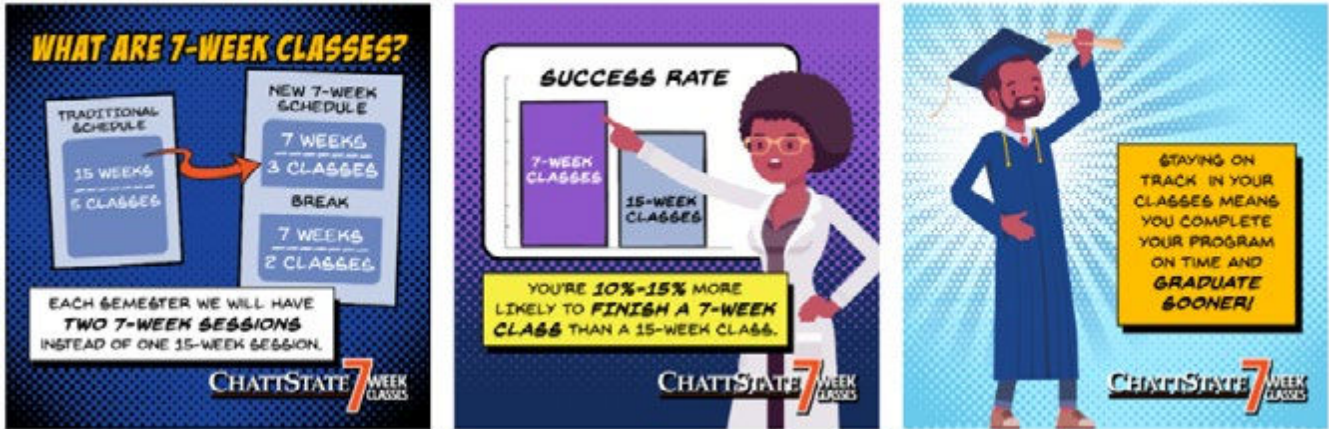 WHAT ARE 7-WEEK CLASSES?
TRADITIONAL
SCHEDULE
15 WEEKS
5 CLASSES
NEW 7-WEEK
SCHEDULE
7 WEEKS
3 CLASSES
BREAK
7 WEEKS
2 CLASSES
EACH SEMESTER WE WILL HAVE
TWO 7-WEEK SESSIONS
INSTEAD OF ONE 15-WEEK SESSION.
CHATTSTATE 7 WEEK
CLASSES
SUCCESS RATE
7-WEEK
CLASSES
15-WEEK
CLASSES
YOU'RE 10%-15% MORE
LIKELY TO FINISH A 7-WEEK
CLASS THAN A 15-WEEK CLASS.
CHATTSTATE 7 WEEK
CLASSES
STAYING ON
TRACK IN YOUR
CLASSES MEANS
YOU COMPLETE
YOUR PROGRAM
ON TIME AND
GRADUATE
SOONER!
CHATTSTATE 7 WEEK
CLASSES